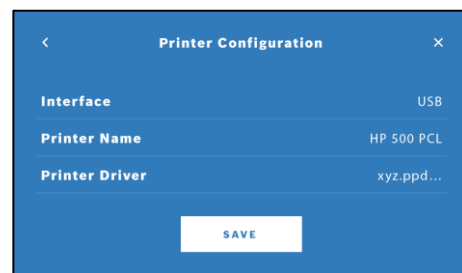 Printer Configuration
Interface USB
Printer Name HP 500 PCL
Printer Driver xyz.ppd...
SAVE